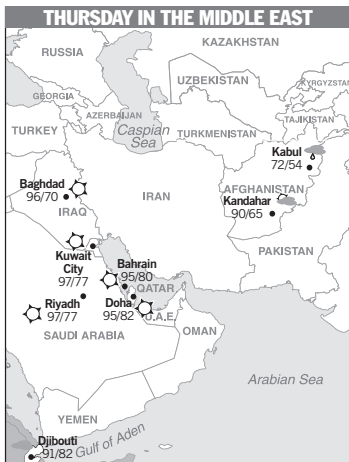 THURSDAY IN THE MIDDLE EAST
KAZAKHSTAN
RUSSIA
UZBEKISTAN
KYRGYZSTAN
GEORGIA
AZERBAIJAN
TAJIKISTAN
TURKEY
Caspian
Sea
TURKMENISTAN
Kabul
72/54
Baghdad
96/70
IRAQ
IRAN
AFGHANISTAN
Kandahar
90/65
PAKISTAN
Kuwait
City
97/77
Bahrain
95/80
QATAR
Riyadh
97/77
Doha
95/82
U.A.E.
SAUDI ARABIA
OMAN
Arabian Sea
YEMEN
Djibouti
91/82
Gulf of Aden